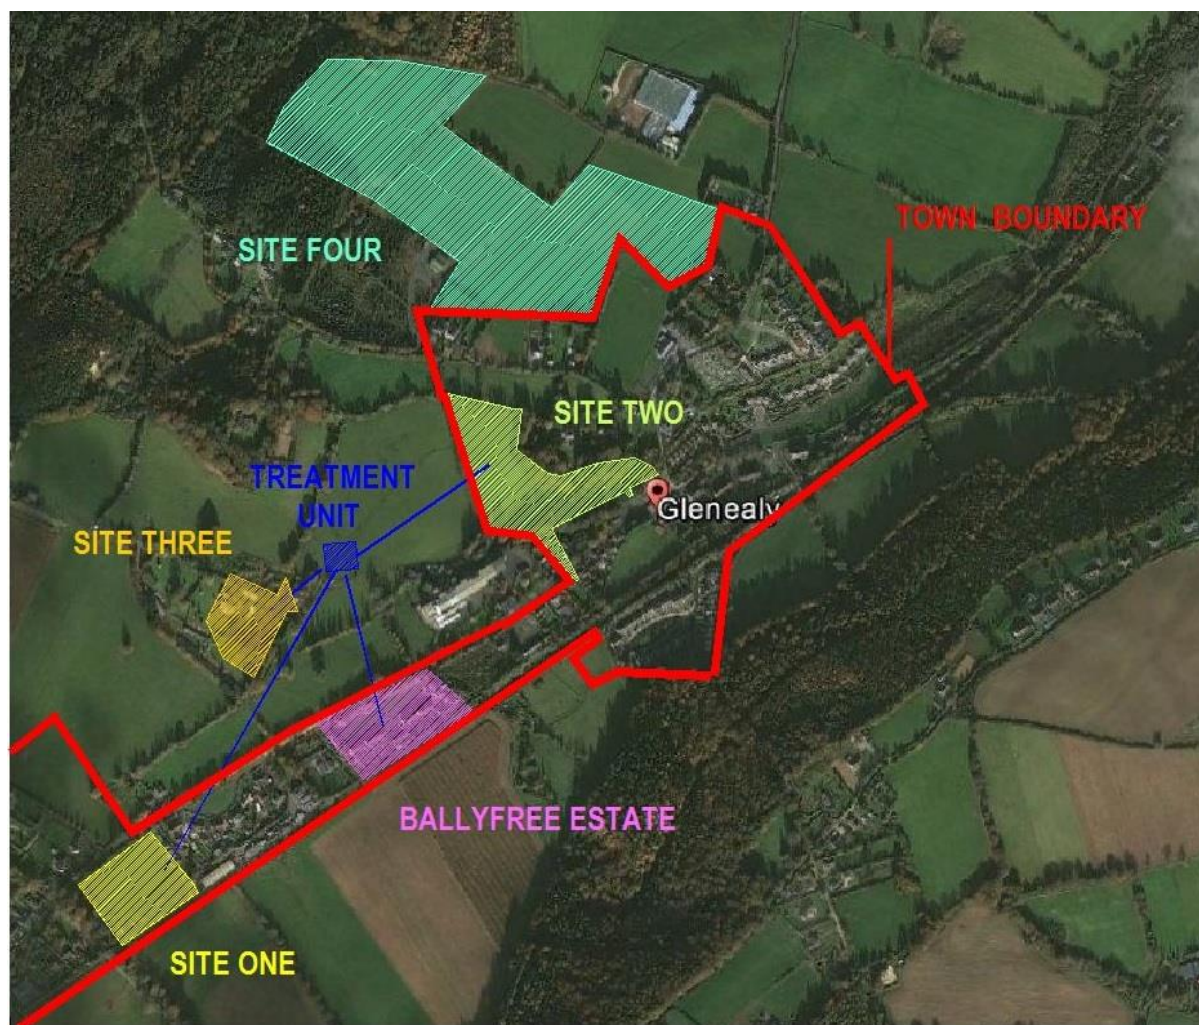 TOWN BOUNDARY
SITE FOUR
SITE TWO
TREATMENT
UNIT
Glenealy
SITE THREE
BALLYFREE ESTATE
SITE ONE